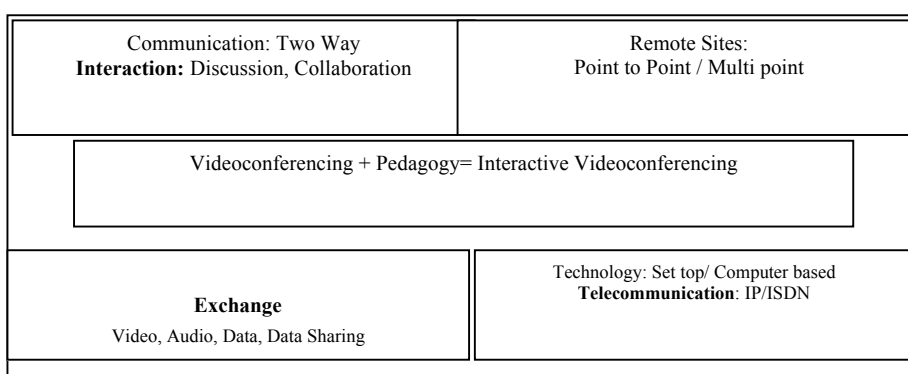 Communication: Two Way
Interaction: Discussion, Collaboration
Remote Sites:
Point to Point / Multi point
Videoconferencing + Pedagogy= Interactive Videoconferencing
Exchange
Video, Audio, Data, Data Sharing
Technology: Set top/ Computer based
Telecommunication: IP/ISDN